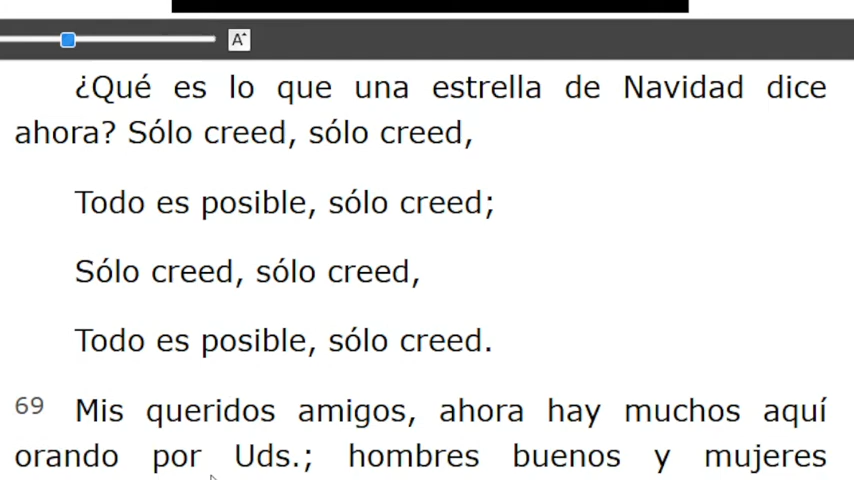 A
¿Qué es lo que una estrella de Navidad dice
ahora? Sólo creed, sólo creed,
Todo es posible, sólo creed;
Sólo creed, sólo creed,
Todo es posible, sólo creed.
69 Mis queridos amigos, ahora hay muchos aquí
orando por Uds.; hombres buenos y mujeres